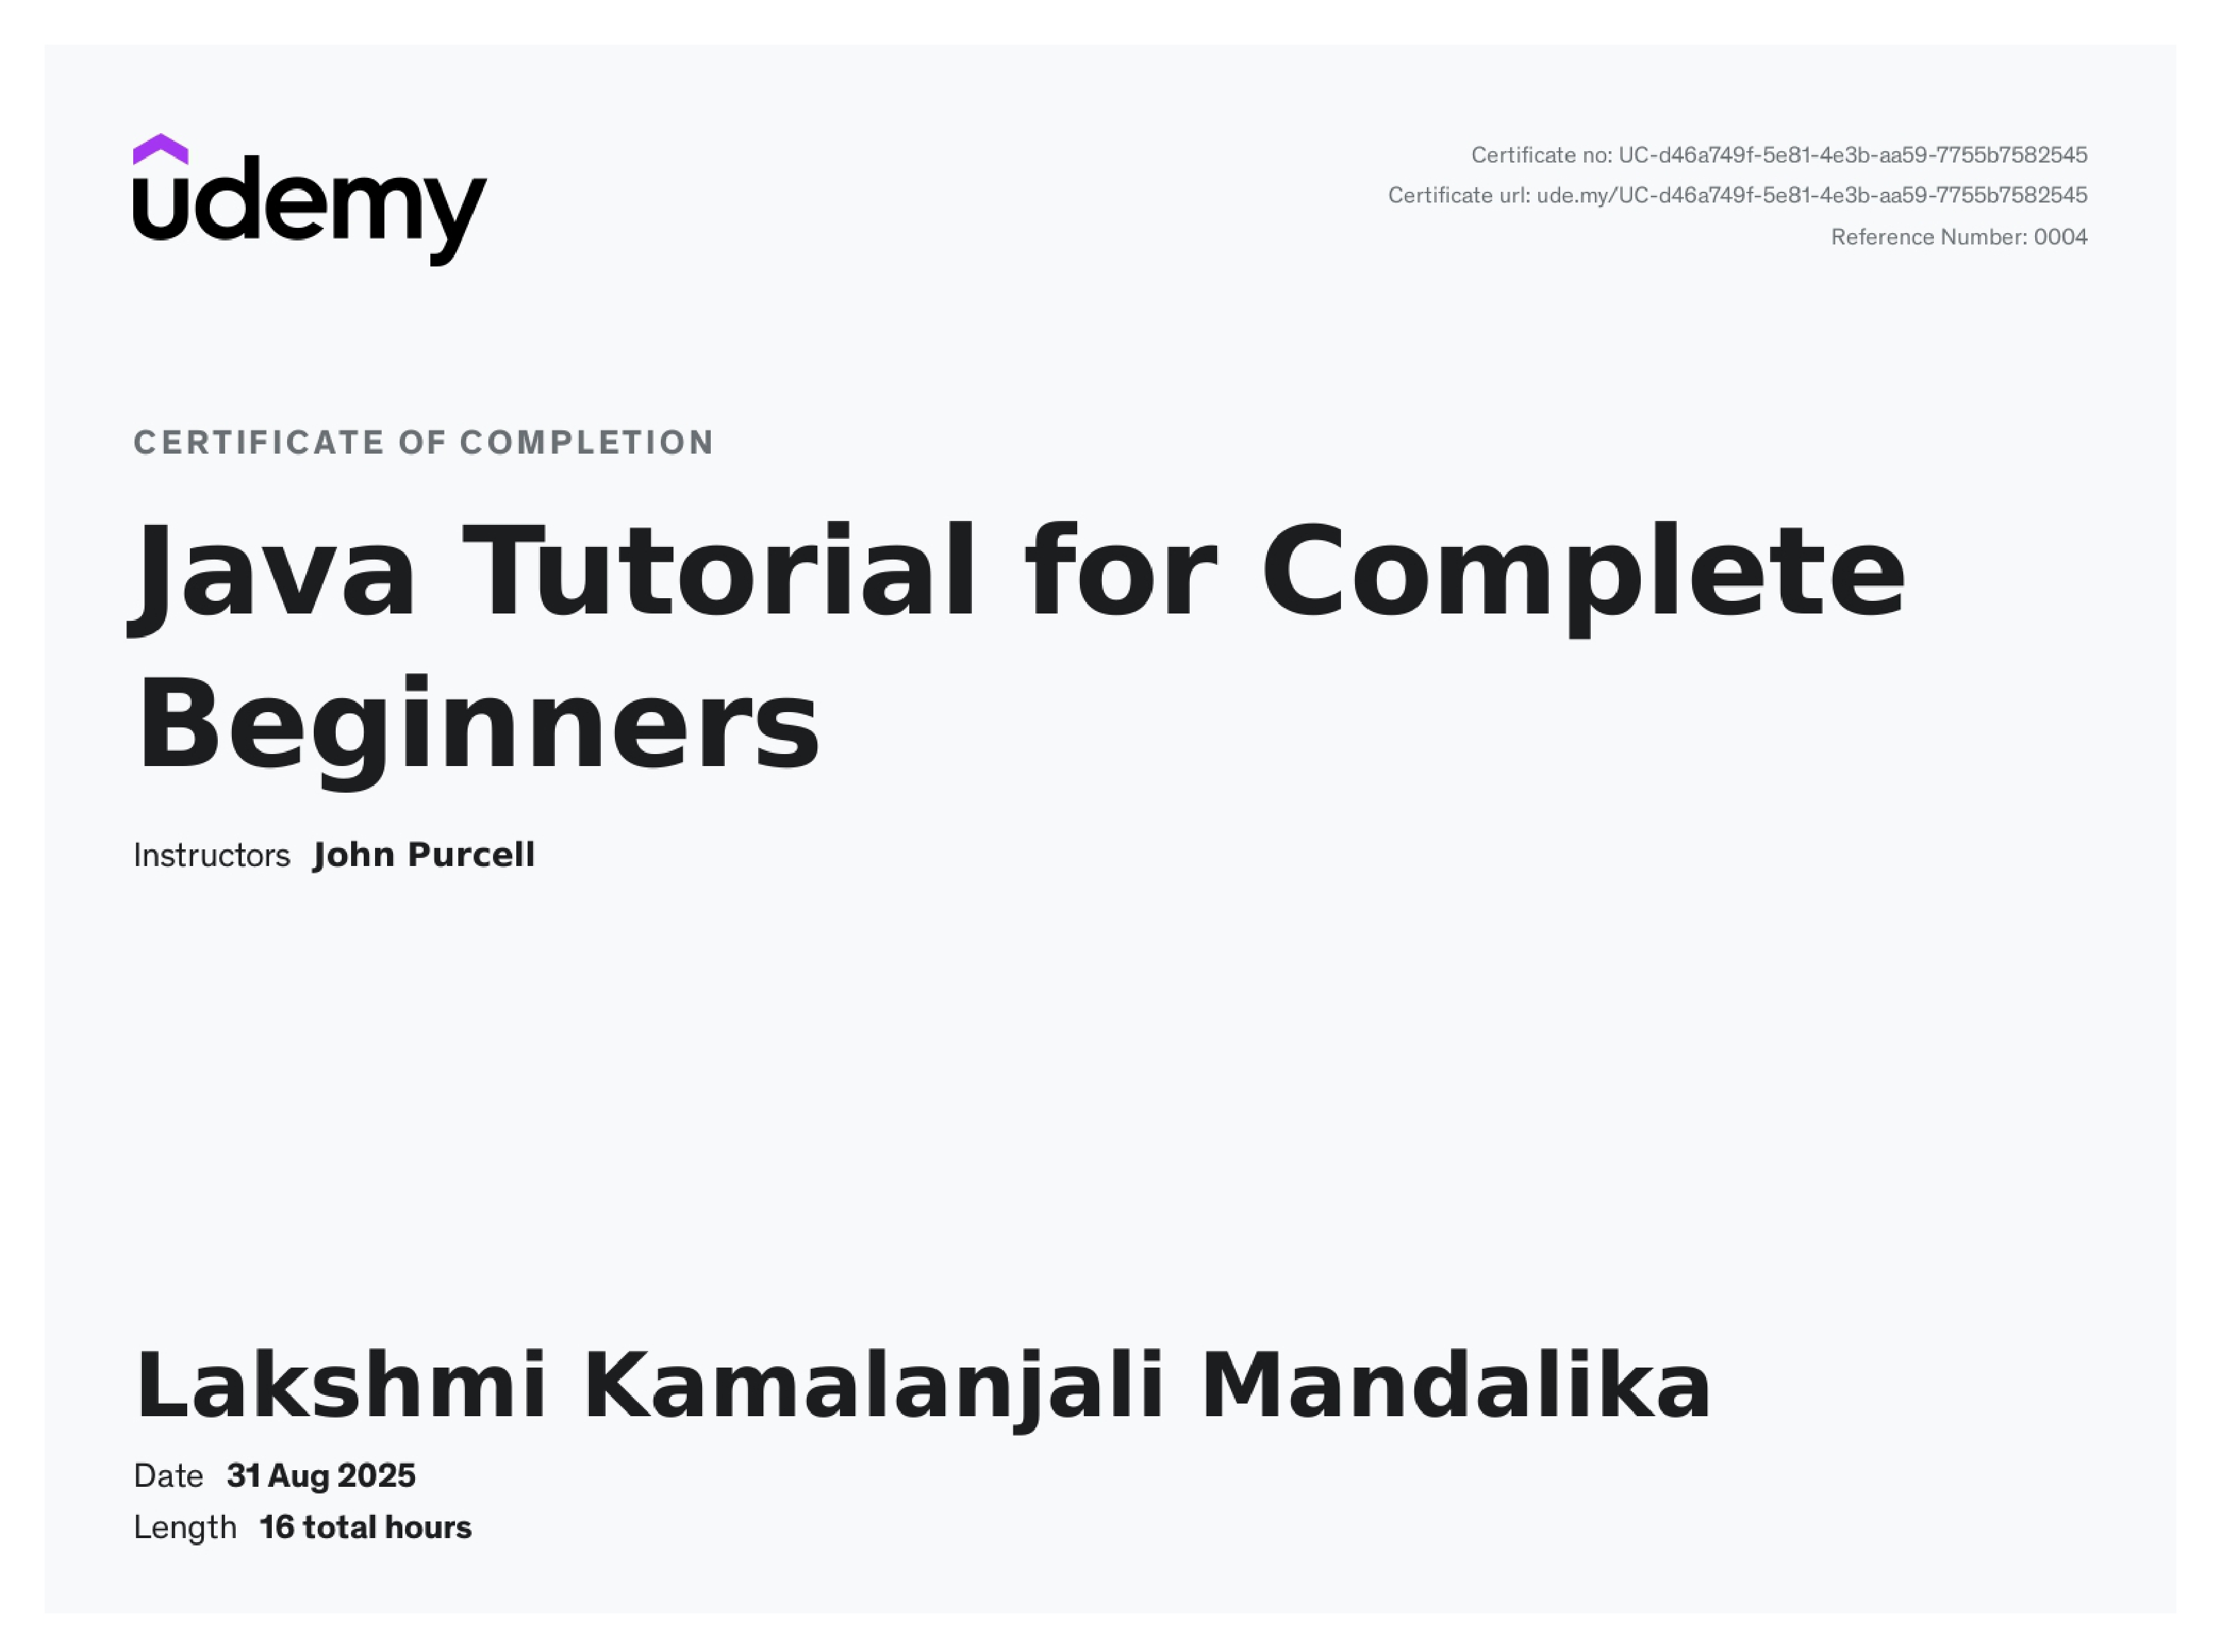 udemy
Certificate no: UC-d46a749f-5e81-4e3b-aa59-7755b7582545
Certificate url: ude.my/UC-d46a749f-5e81-4e3b-aa59-7755b7582545
Reference Number: 0004
CERTIFICATE OF COMPLETION
Java Tutorial for Complete
Beginners
Instructors John Purcell
Lakshmi Kamalanjali Mandalika
Date 31 Aug 2025
Length 16 total hours